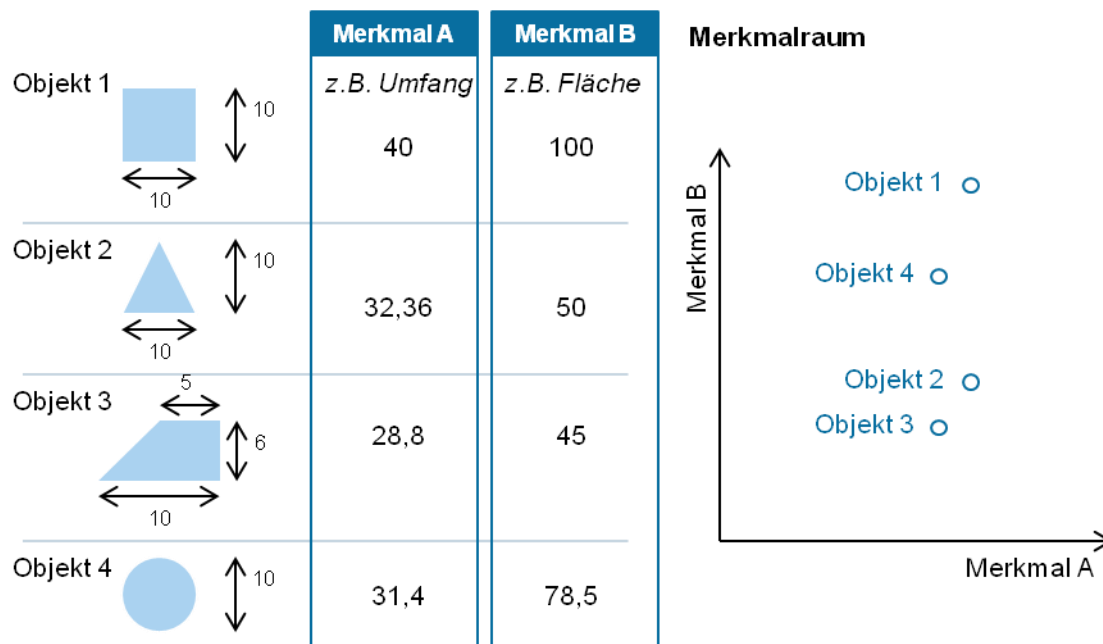 Merkmal A
Merkmal B
Merkmalraum
Objekt 1
z.B. Umfang
z.B. Fläche
10
40
100
10
Objekt 2
10
32,36
50
10
Objekt 3
5
28,8
45
6
10
Objekt 4
10
31,4
78,5
Merkmal B
Objekt 1
Objekt 4
Objekt 2
Objekt 3
Merkmal A